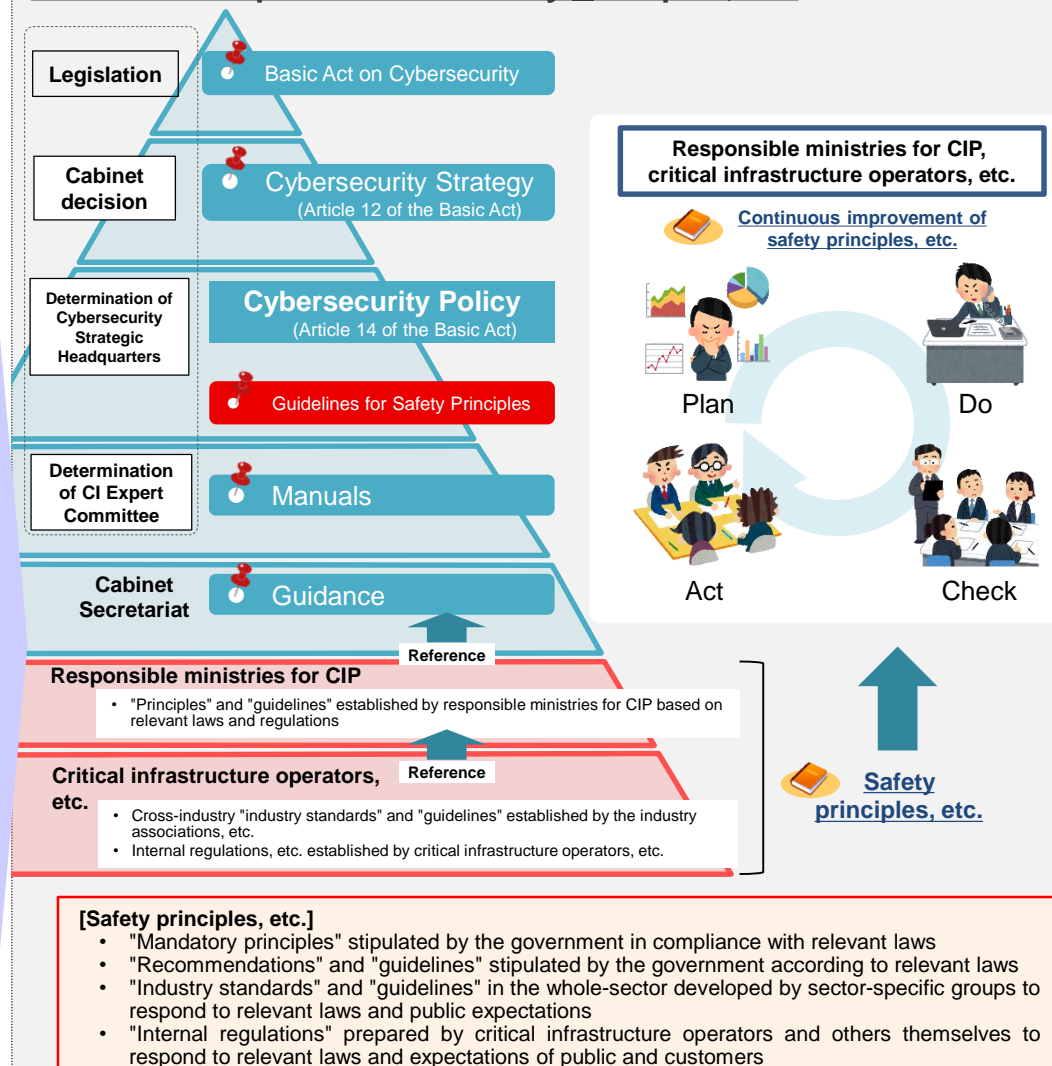 Legislation
Basic Act on Cybersecurity
Cabinet
decision
Cybersecurity Strategy
(Article 12 of the Basic Act)
Determination of
Cybersecurity
Strategic
Headquarters
Cybersecurity Policy
(Article 14 of the Basic Act)
Guidelines for Safety Principles
Determination
of CI Expert
Committee
Manuals
Cabinet
Secretariat
Guidance
Reference
Responsible ministries for CIP
• "Principles" and "guidelines" established by responsible ministries for CIP based on
relevant laws and regulations
Reference
Critical infrastructure operators,
etc.
• Cross-industry "industry standards" and "guidelines" established by the industry
associations, etc.
• Internal regulations, etc. established by critical infrastructure operators, etc.
Responsible ministries for CIP,
critical infrastructure operators, etc.
Continuous improvement of
safety principles, etc.
Plan
Do
Act
Check
Safety
principles, etc.
[Safety principles, etc.]
• "Mandatory principles" stipulated by the government in compliance with relevant laws
• "Recommendations" and "guidelines" stipulated by the government according to relevant laws
• "Industry standards" and "guidelines" in the whole-sector developed by sector-specific groups to
respond to relevant laws and public expectations
• "Internal regulations" prepared by critical infrastructure operators and others themselves to
respond to relevant laws and expectations of public and customers